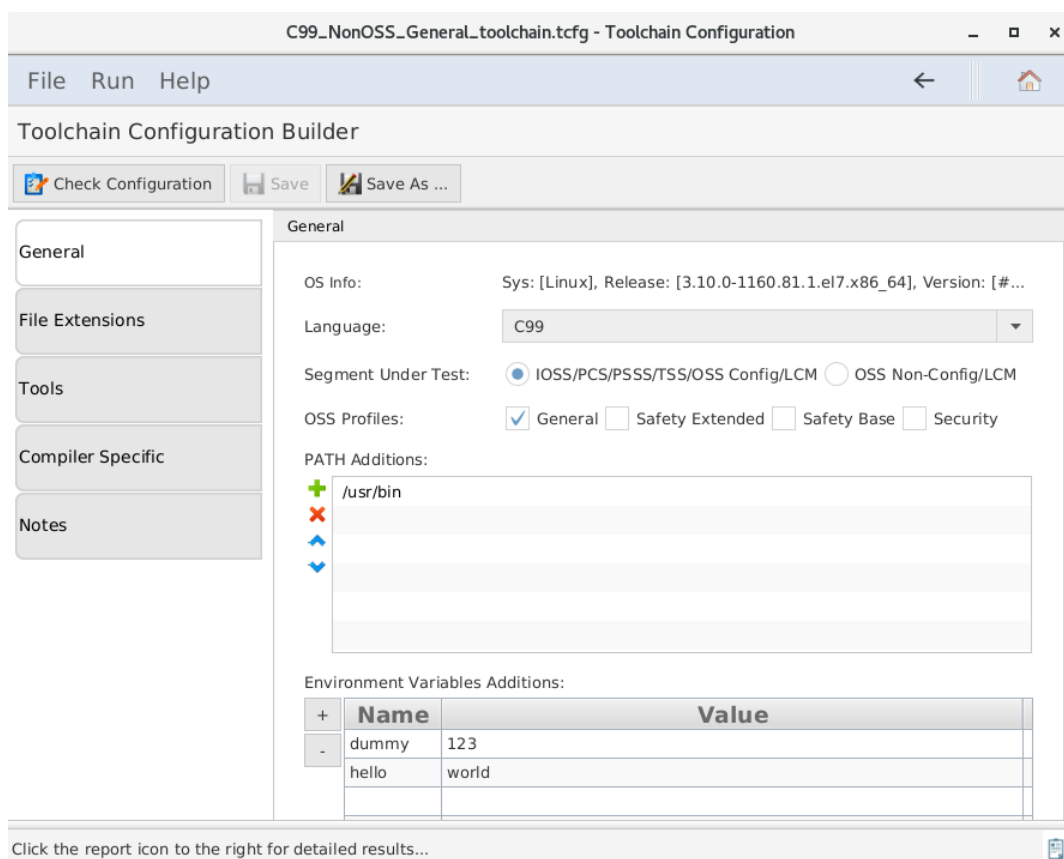 C99_NonOSS_General_toolchain.tcfg - Toolchain Configuration
File Run Help
Toolchain Configuration Builder
Check Configuration Save Save As ...
General
File Extensions
Tools
Compiler Specific
Notes
General
OS Info: Sys: [Linux], Release: [3.10.0-1160.81.1.el7.x86_64], Version: [#...
Language: C99
Segment Under Test: IOSS/PCS/PSSS/TSS/OSS Config/LCM OSS Non-Config/LCM
OSS Profiles: General Safety Extended Safety Base Security
PATH Additions:
/usr/bin
Environment Variables Additions:
+ Name Value
- dummy 123
hello world
Click the report icon to the right for detailed results...